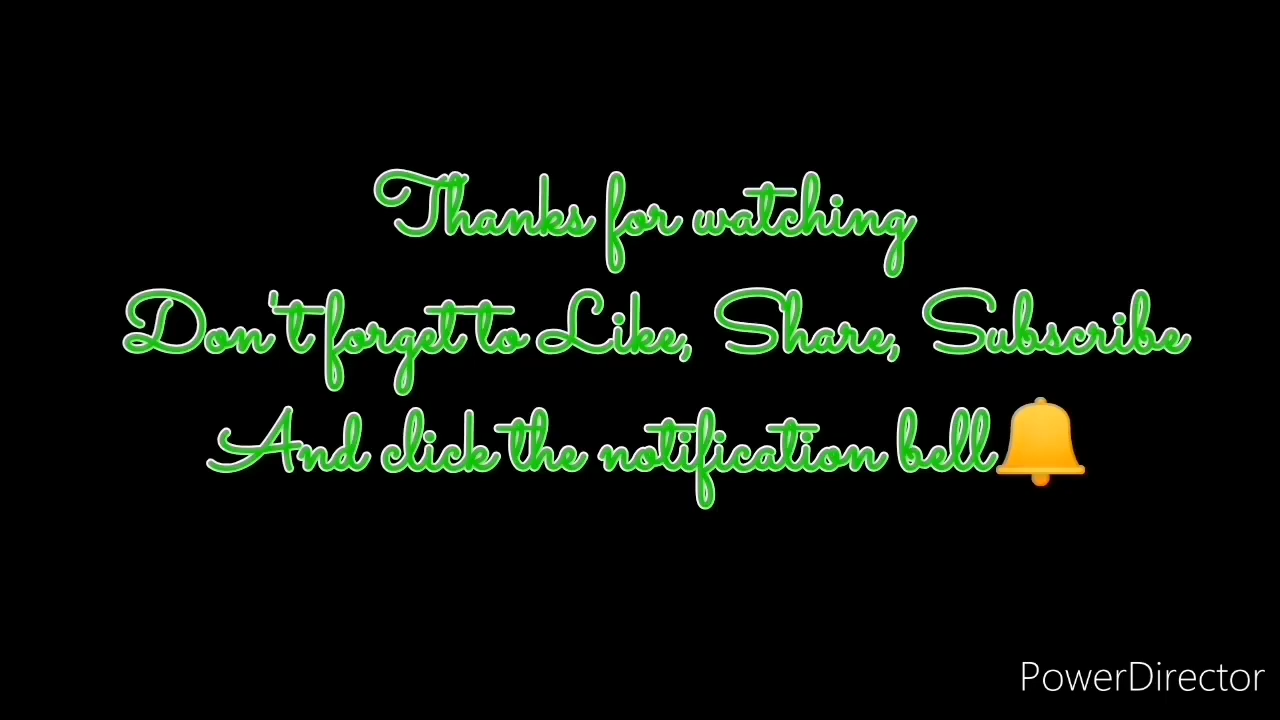 Thanks for watching
Don't forget to Like, Share, Subscribe
And click the notification bell🔔
PowerDirector